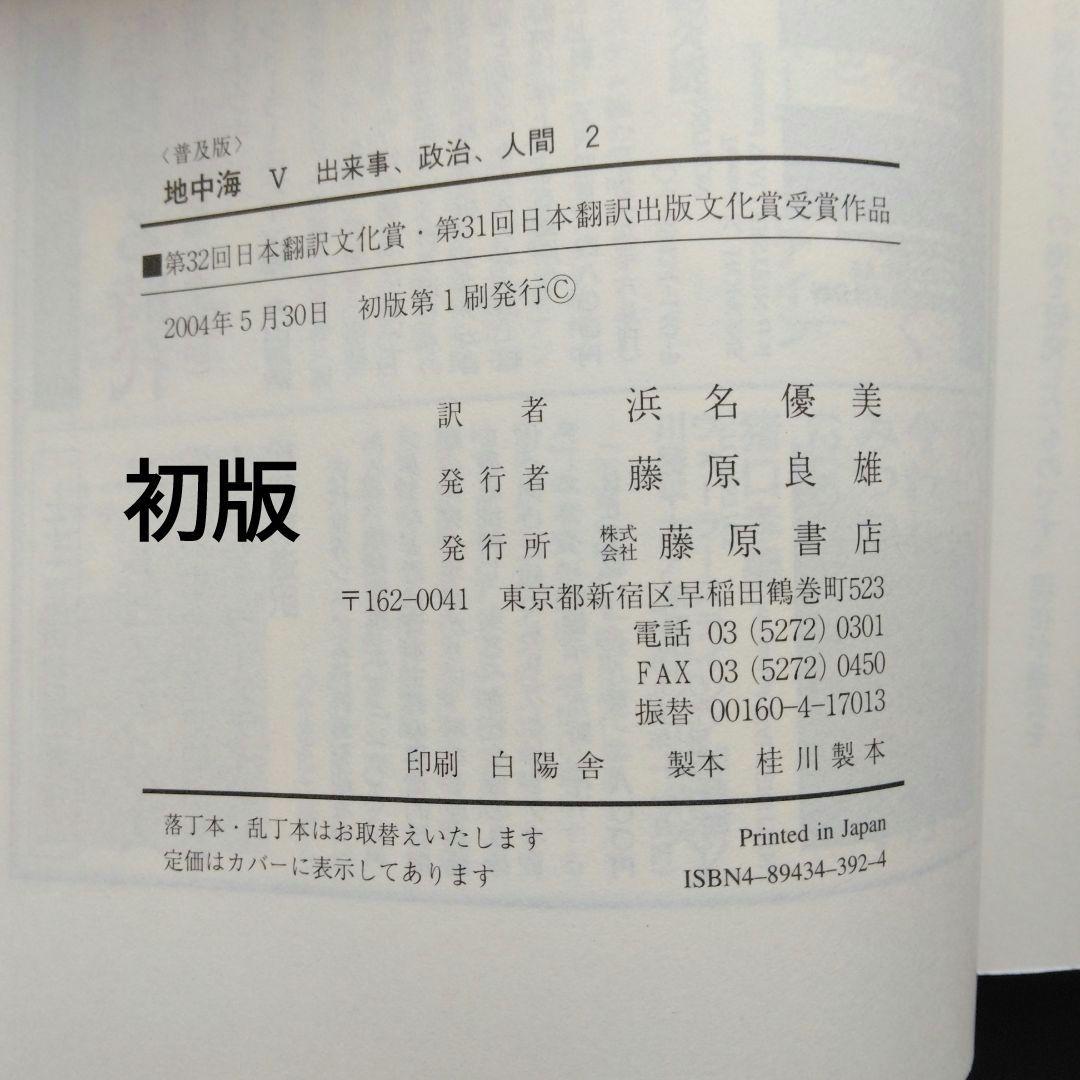 〈普及版〉
地中海 Ⅴ 出来事、政治、人間 2
■第32回日本翻訳文化賞・第31回日本翻訳出版文化賞受賞作品
2004年5月30日 初版第1刷発行Ⓒ
訳者 浜名優美
初版
発行者 藤原良雄
発行所 株式会社 藤原書店
〒162-0041 東京都新宿区早稲田鶴巻町523
電話 03(5272)0301
FAX 03(5272)0450
振替 00160-4-17013
印刷 白陽舎 製本 桂川製本
落丁本・乱丁本はお取替えいたします
定価はカバーに表示してあります
Printed in Japan
ISBN4-89434-392-4